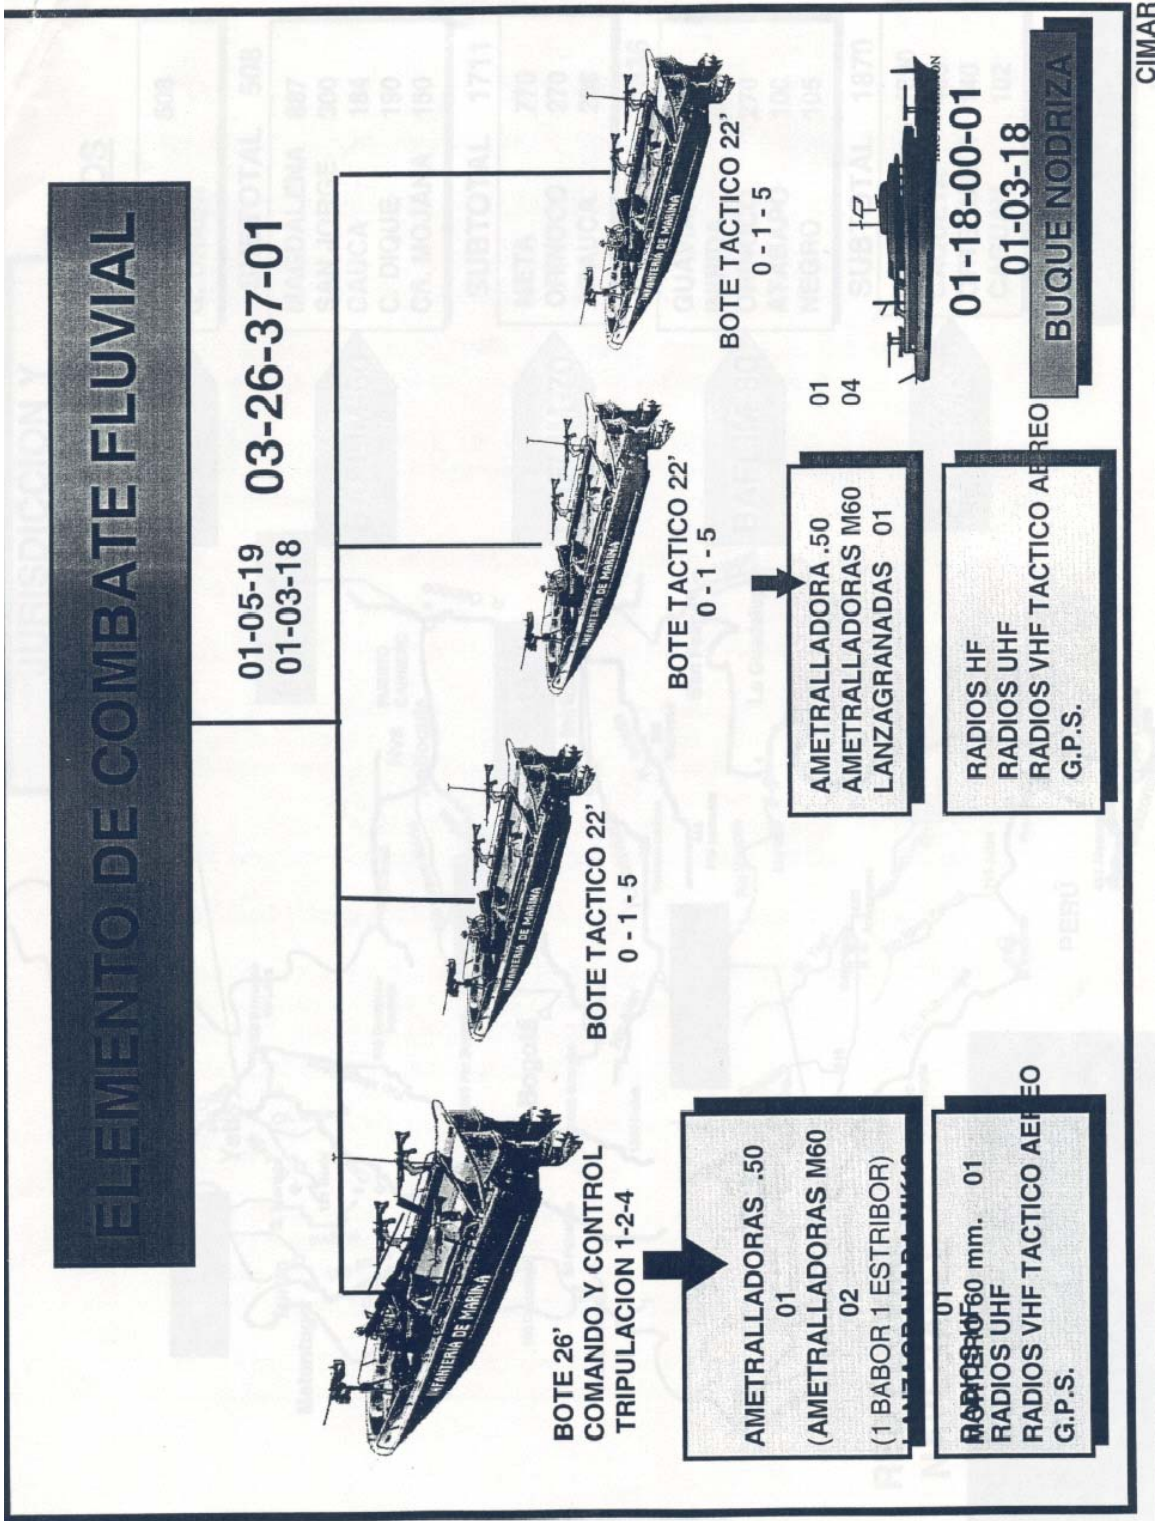 ELEMENTO DE COMBATE FLUVIAL
01-05-19
01-03-18
03-26-37-01
INFANTERIA DE MARINA
BOTE 26'
COMANDO Y CONTROL
TRIPULACION 1-2-4
INFANTERIA DE MARINA
BOTE TACTICO 22'
0 - 1 - 5
INFANTERIA DE MARINA
BOTE TACTICO 22'
0 - 1 - 5
INFANTERIA DE MARINA
BOTE TACTICO 22'
0 - 1 - 5
AMETRALLADORAS .50
01
(AMETRALLADORAS M60
02
(1 BABOR 1 ESTRIBOR)
01
MORTERO 60 mm. 01
RADIOS HF
RADIOS UHF
RADIOS VHF TACTICO AEREO
G.P.S.
AMETRALLADORA .50 01
AMETRALLADORAS M60 04
LANZAGRANADAS 01
RADIOS HF
RADIOS UHF
RADIOS VHF TACTICO AEREO
G.P.S.
01-18-00-01
01-03-18
BUQUE NODRIZA
CIMAR